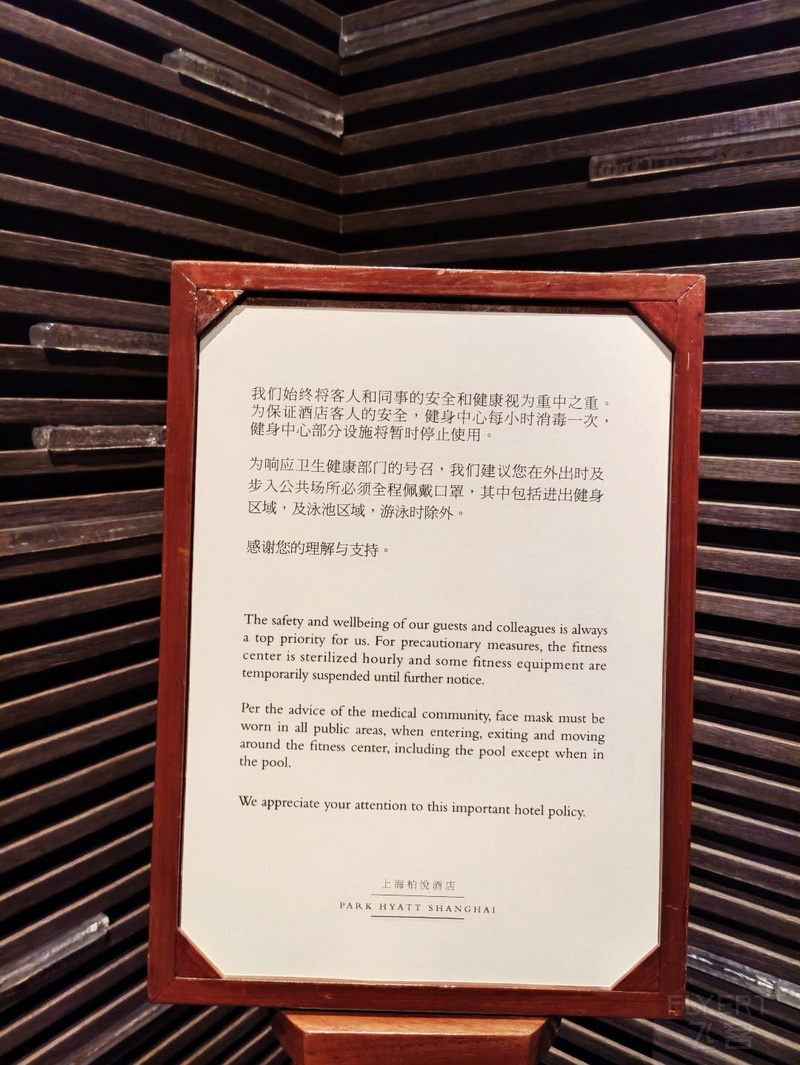 我们始终将客人和同事的安全和健康视为重中之重。
为保证酒店客人的安全，健身中心每小时消毒一次，
健身中心部分设施将暂时停止使用。
为响应卫生健康部门的号召，我们建议您在外出时及
步入公共场所必须全程佩戴口罩，其中包括进出健身
区域，及泳池区域，游泳时除外。
感谢您的理解与支持。
The safety and wellbeing of our guests and colleagues is always
a top priority for us. For precautionary measures, the fitness
center is sterilized hourly and some fitness equipment are
temporarily suspended until further notice.
Per the advice of the medical community, face mask must be
worn in all public areas, when entering, exiting and moving
around the fitness center, including the pool except when in
the pool.
We appreciate your attention to this important hotel policy.
上海柏悦酒店
PARK HYATT SHANGHAI
FLYERT
飞客